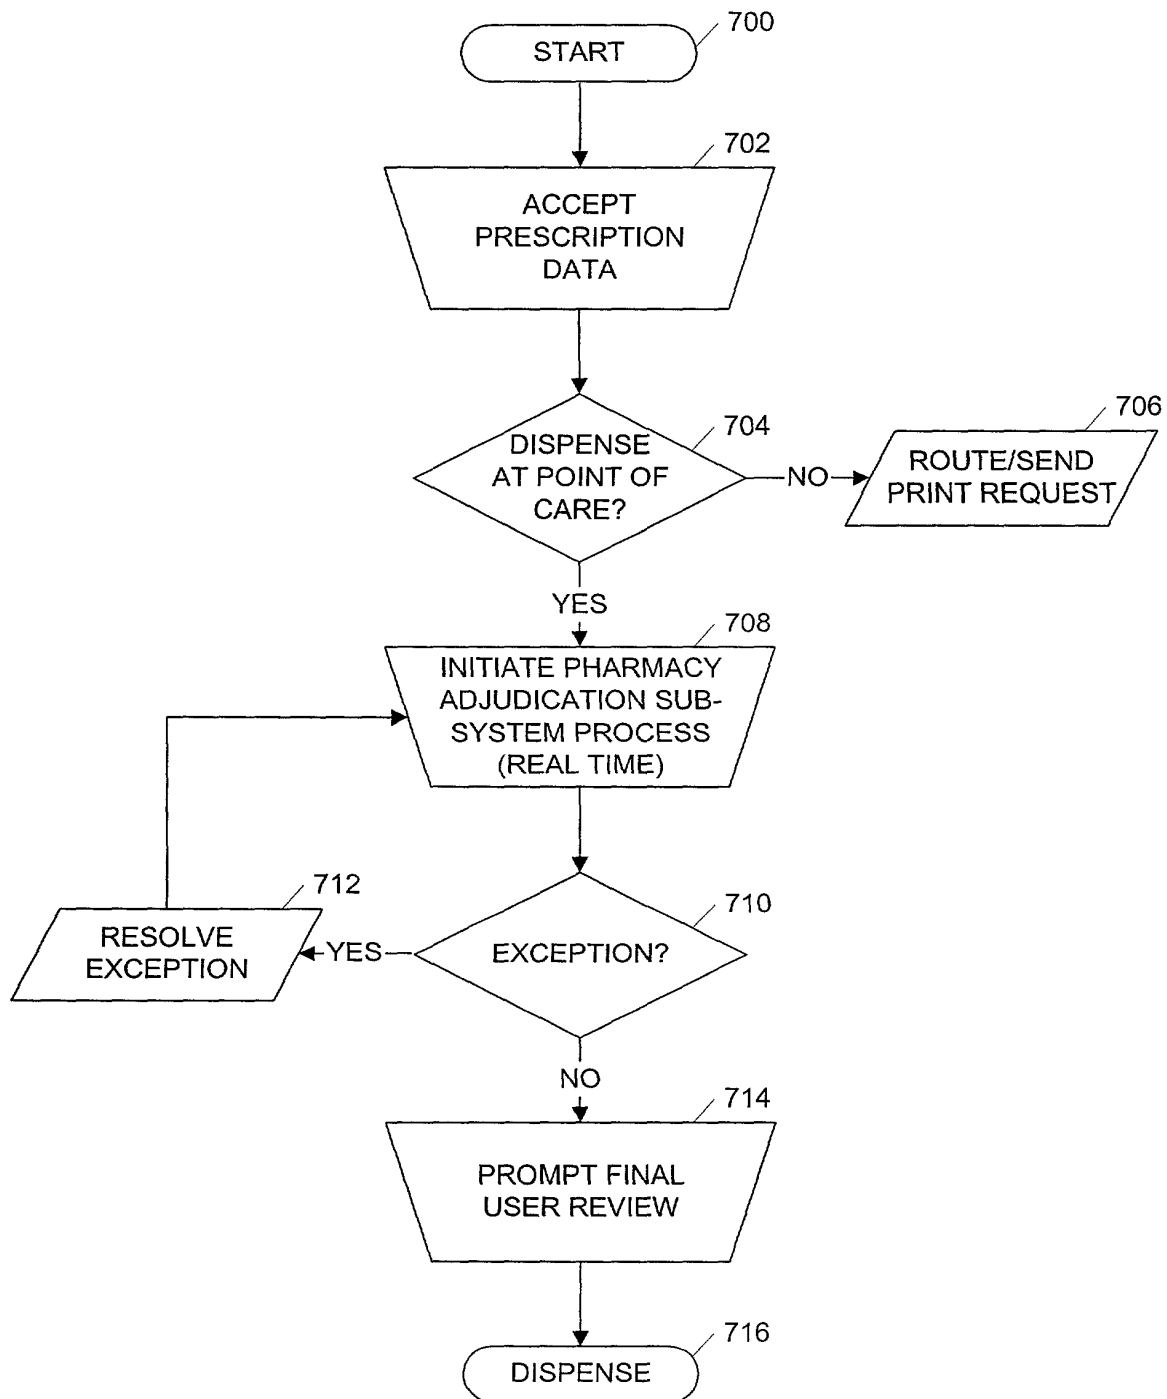 700
START
702
ACCEPT
PRESCRIPTION
DATA
704
DISPENSE
AT POINT OF
CARE?
NO
706
ROUTE/SEND
PRINT REQUEST
YES
708
INITIATE PHARMACY
ADJUDICATION SUB-
SYSTEM PROCESS
(REAL TIME)
710
EXCEPTION?
YES
712
RESOLVE
EXCEPTION
NO
714
PROMPT FINAL
USER REVIEW
716
DISPENSE